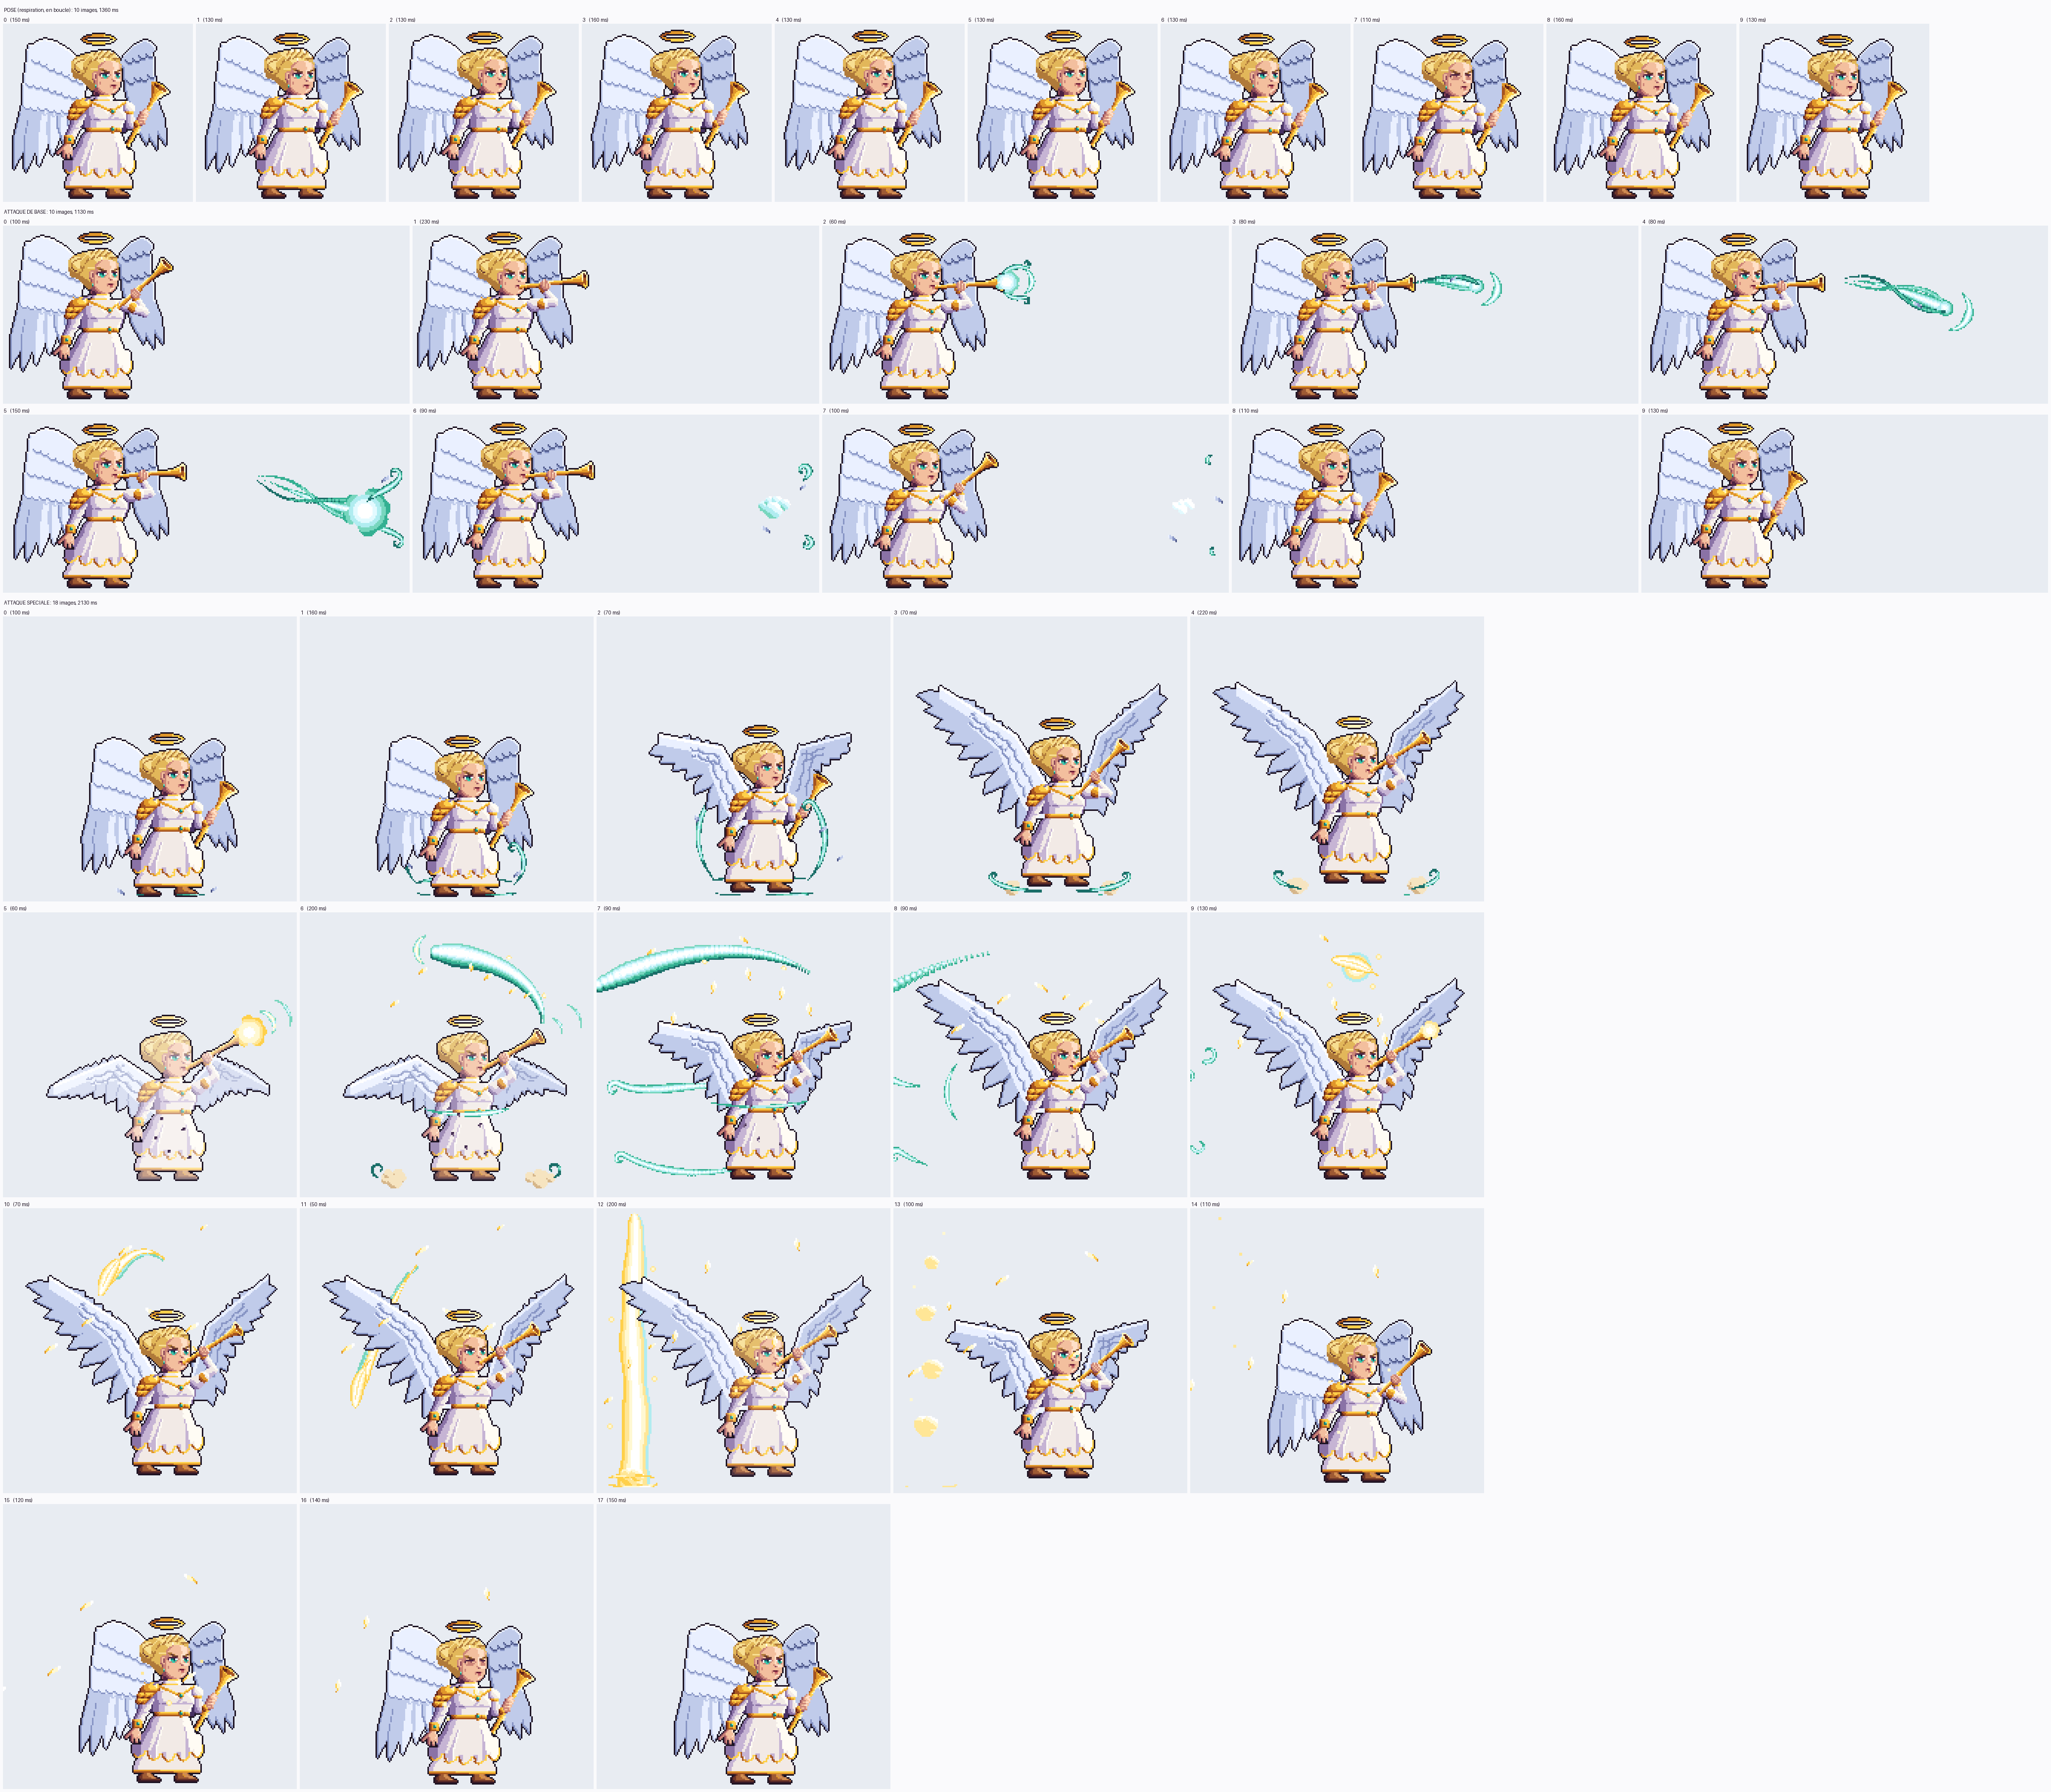 POSE (respiration, en boucle) : 10 images, 1360 ms
0 (150 ms) 1 (130 ms) 2 (130 ms) 3 (160 ms) 4 (130 ms) 5 (130 ms) 6 (130 ms) 7 (110 ms) 8 (160 ms) 9 (130 ms)
ATTAQUE DE BASE : 10 images, 1130 ms
0 (100 ms) 1 (230 ms) 2 (60 ms) 3 (80 ms) 4 (80 ms)
5 (150 ms) 6 (90 ms) 7 (100 ms) 8 (110 ms) 9 (130 ms)
ATTAQUE SPECIALE : 18 images, 2130 ms
0 (100 ms) 1 (160 ms) 2 (70 ms) 3 (70 ms) 4 (220 ms)
5 (60 ms) 6 (200 ms) 7 (90 ms) 8 (90 ms) 9 (130 ms)
10 (70 ms) 11 (50 ms) 12 (200 ms) 13 (100 ms) 14 (110 ms)
15 (120 ms) 16 (140 ms) 17 (150 ms)